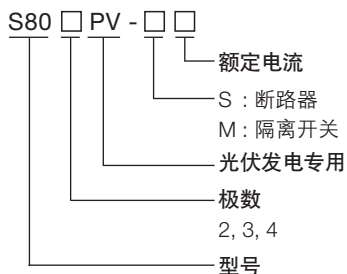 S80 □ PV - □ □
额定电流
S : 断路器
M : 隔离开关
光伏发电专用
极数
2, 3, 4
型号